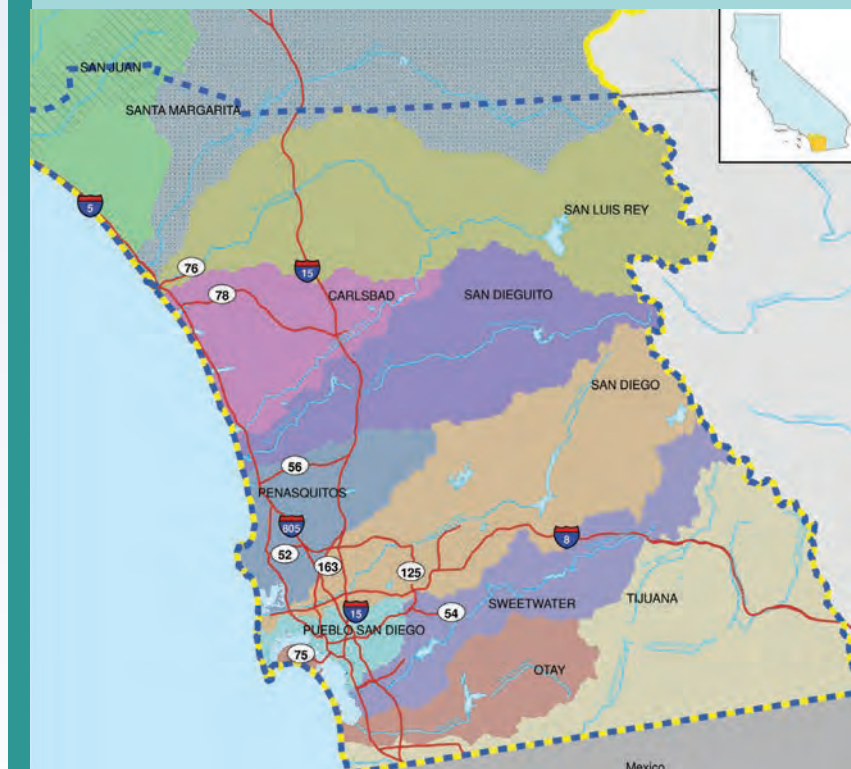 SAN JUAN
SANTA MARGARITA
5
SAN LUIS REY
76
15
78
CARLSBAD
SAN DIEGUITO
SAN DIEGO
56
PENASQUITOS
805
52
8
163
125
SWEETWATER
TIJUANA
15
54
PUEBLO SAN DIEGO
75
OTAY
Mexico